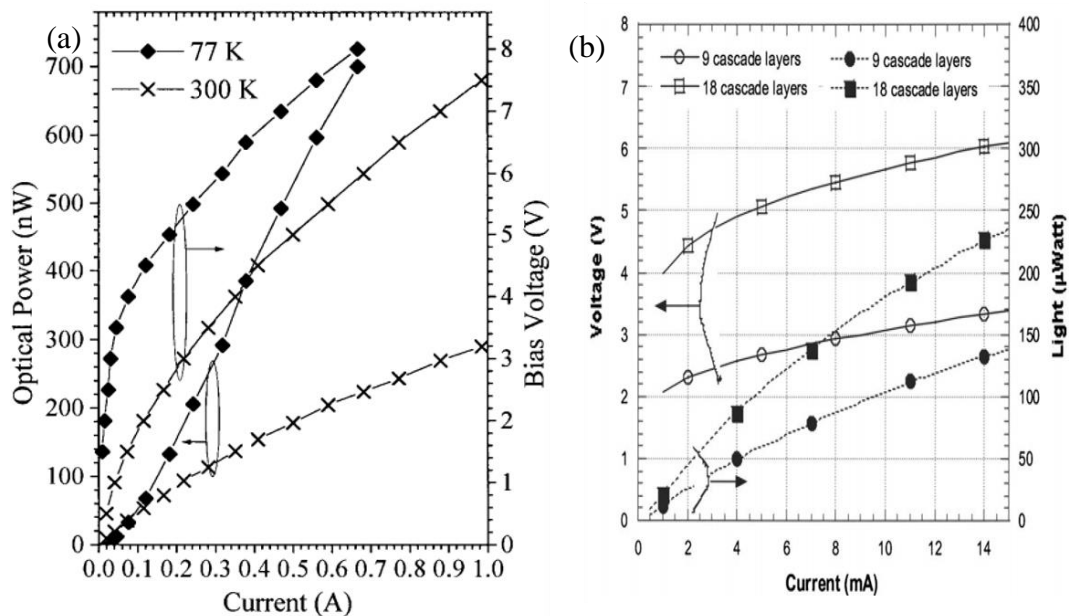 (a)
77 K
300 K
Optical Power (nW)
700
600
500
400
300
200
100
0
8
7
6
5
4
3
2
1
0
Bias Voltage (V)
0.0 0.1 0.2 0.3 0.4 0.5 0.6 0.7 0.8 0.9 1.0
Current (A)
(b)
9 cascade layers
9 cascade layers
18 cascade layers
18 cascade layers
Voltage (V)
8
7
6
5
4
3
2
1
0
400
350
300
250
200
150
100
50
0
Light (µWatt)
0 2 4 6 8 10 12 14
Current (mA)